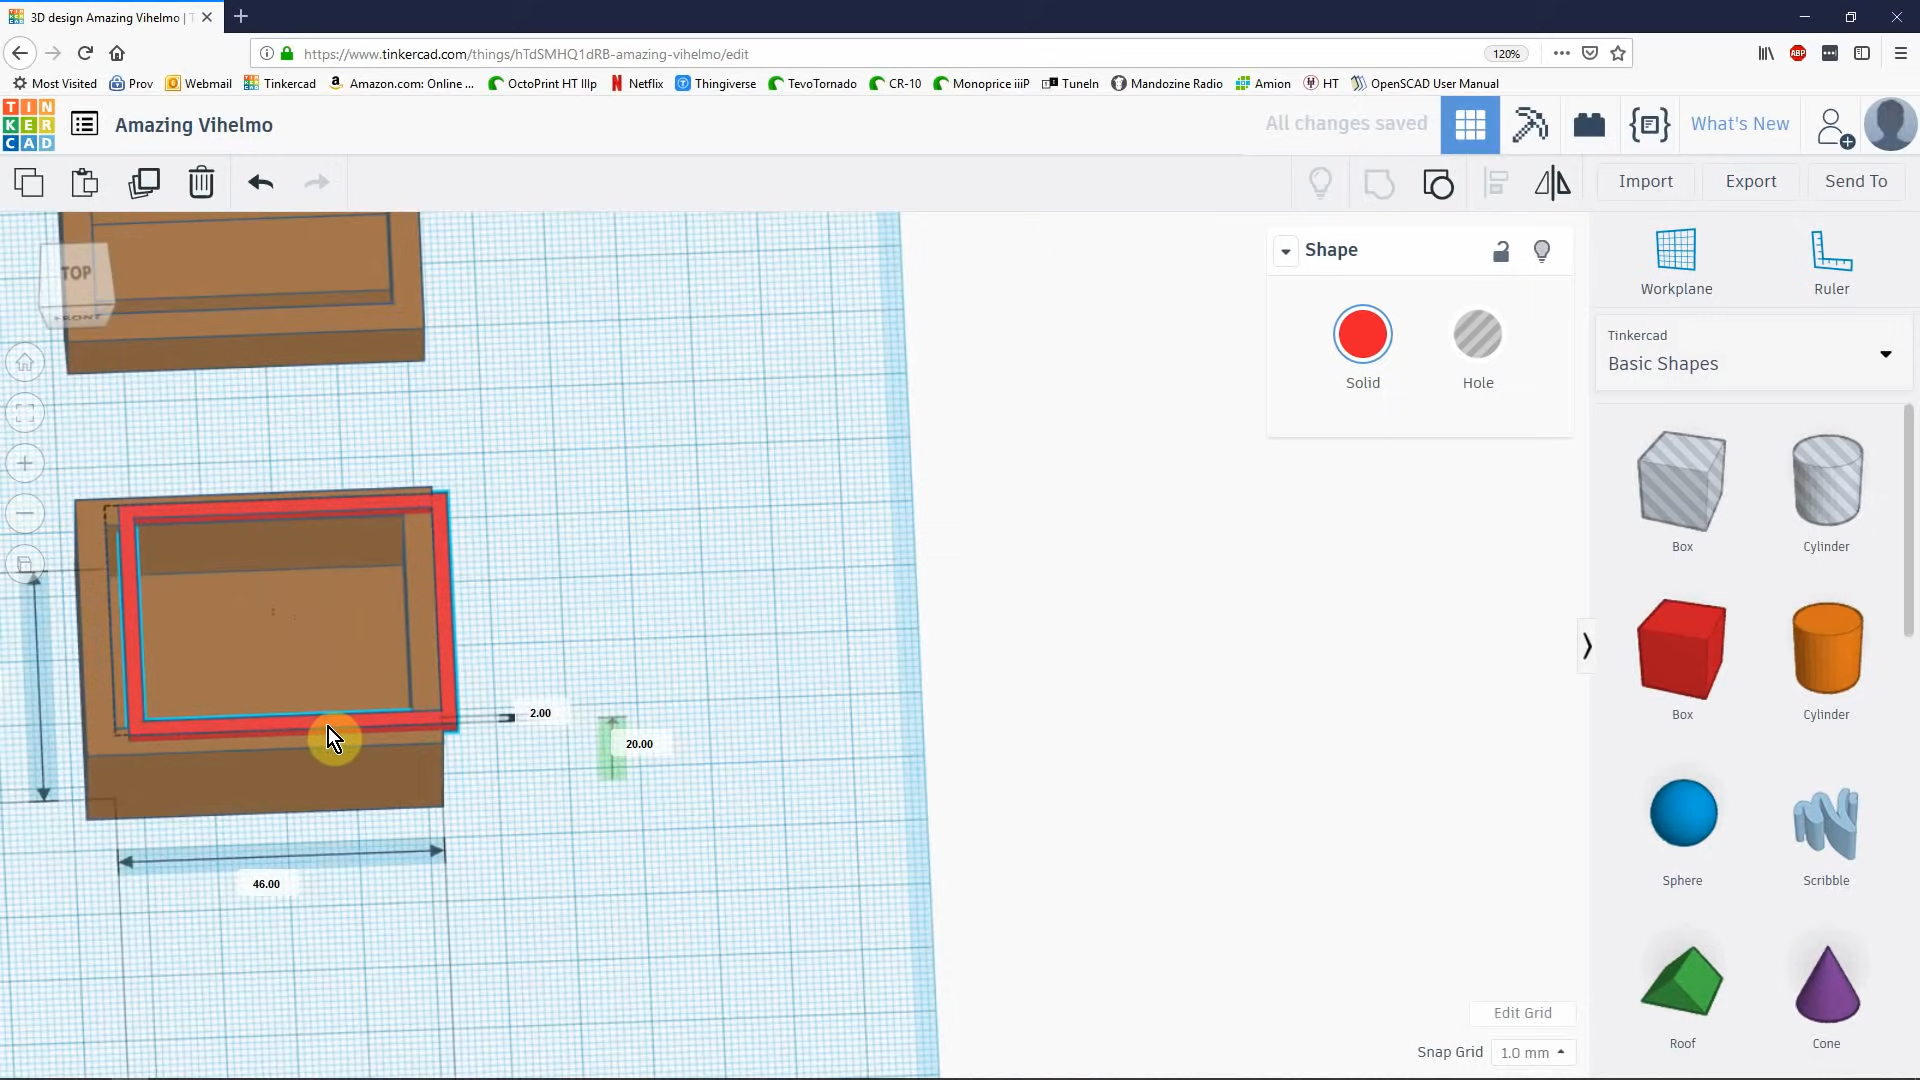 3D design Amazing Vihelmo | T
https://www.tinkercad.com/things/hTdSMHQ1dRB-amazing-vihelmo/edit
120%
Most Visited
Prov
Webmail
Tinkercad
Amazon.com: Online ...
OctoPrint HT IIIp
Netflix
Thingiverse
TevoTornado
CR-10
Monoprice iiiP
TuneIn
Mandozine Radio
Amion
HT
OpenSCAD User Manual
TIN
KER
CAD
Amazing Vihelmo
All changes saved
What's New
Import
Export
Send To
TOP
FRONT
Shape
Solid
Hole
Workplane
Ruler
Tinkercad
Basic Shapes
Box
Cylinder
Box
Cylinder
Sphere
Scribble
Roof
Cone
2.00
20.00
46.00
Edit Grid
Snap Grid
1.0 mm
ABP